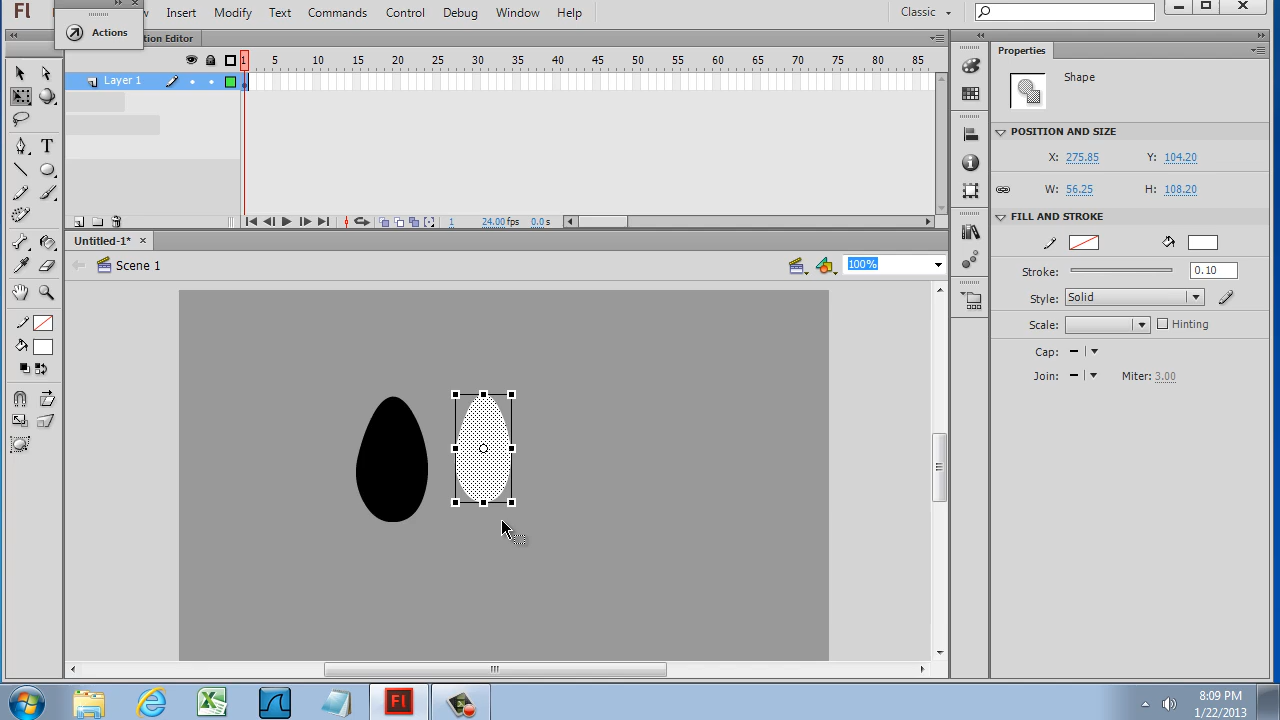 Fl
Insert Modify Text Commands Control Debug Window Help
Classic
Actions
tion Editor
1 5 10 15 20 25 30 35 40 45 50 55 60 65 70 75 80 85
Layer 1
T
1 24.00 fps 0.0 s
Untitled-1*
Scene 1
100%
Properties
Shape
POSITION AND SIZE
X: 275.85 Y: 104.20
W: 56.25 H: 108.20
FILL AND STROKE
Stroke: 0.10
Style: Solid
Scale: Hinting
Cap:
Join: Miter: 3.00
Fl
8:09 PM
1/22/2013